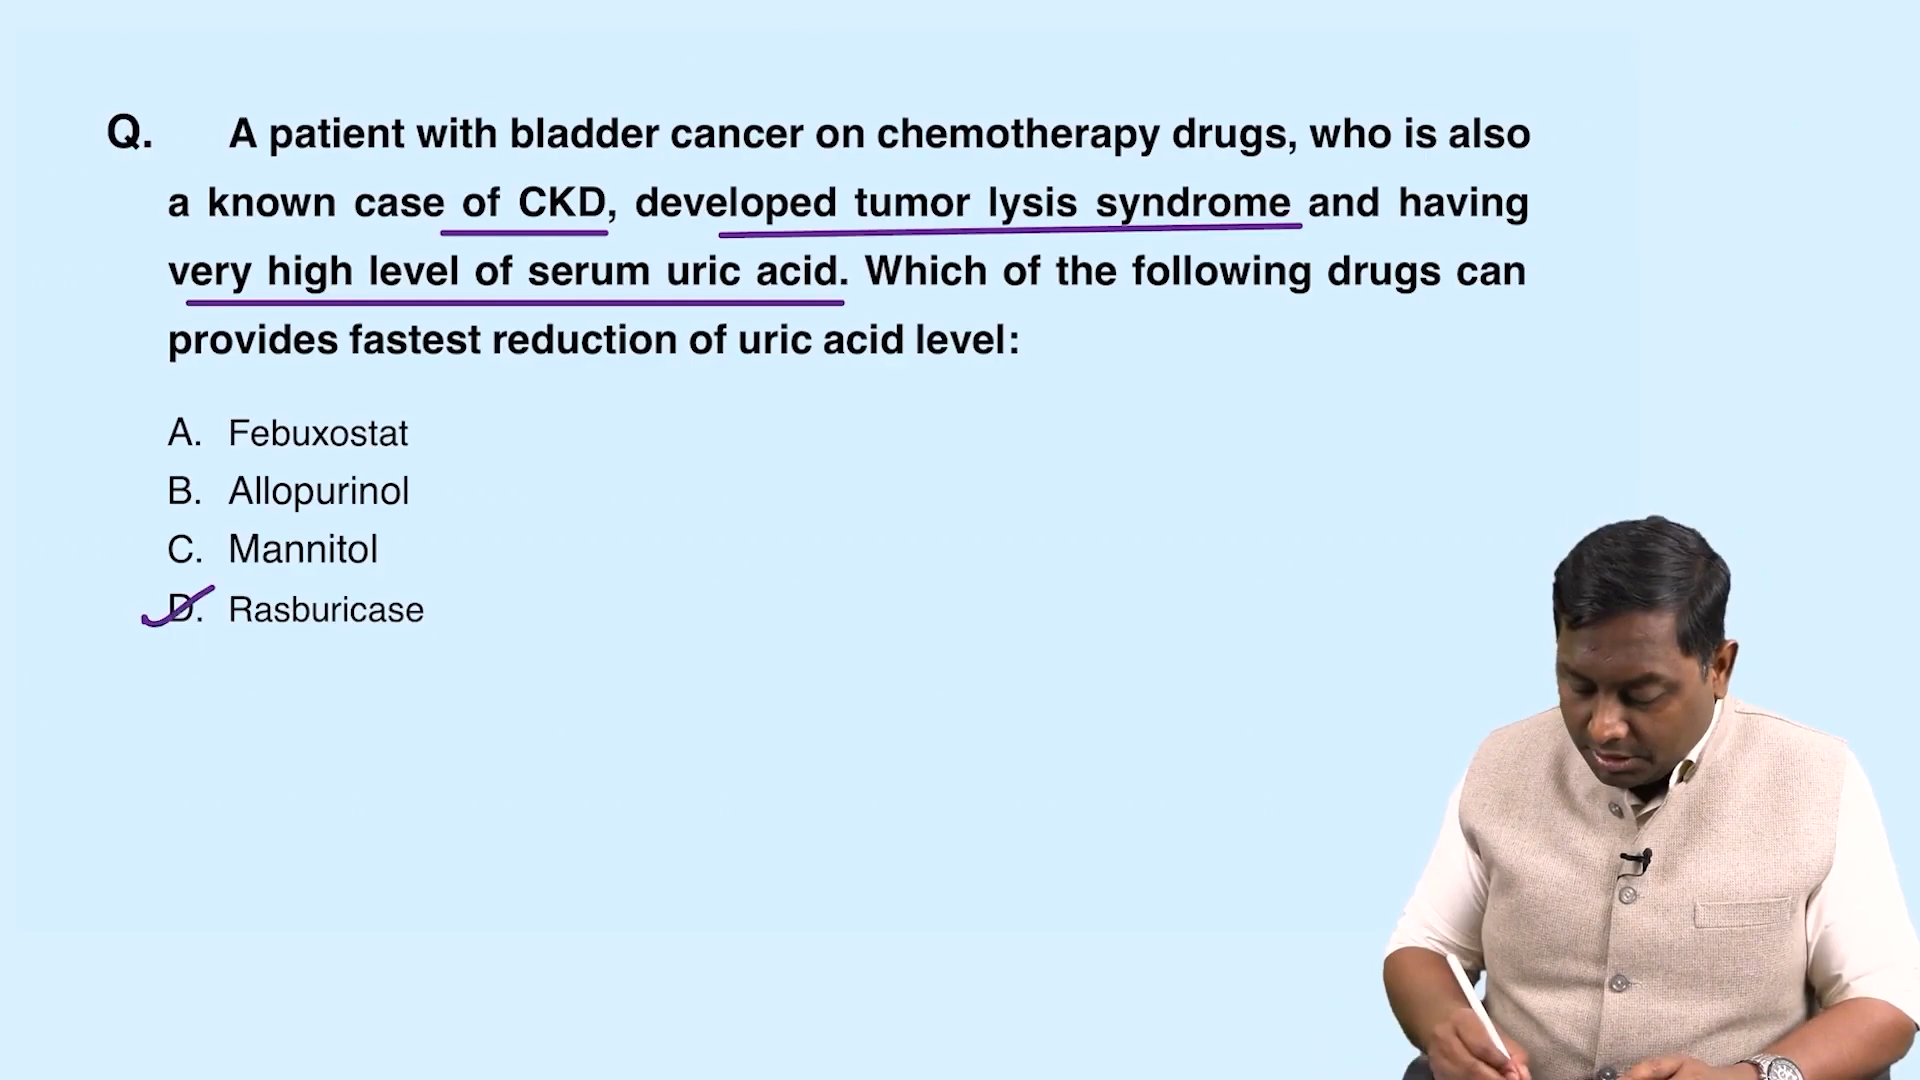 Q. A patient with bladder cancer on chemotherapy drugs, who is also
a known case of CKD, developed tumor lysis syndrome and having
very high level of serum uric acid. Which of the following drugs can
provides fastest reduction of uric acid level:
A. Febuxostat
B. Allopurinol
C. Mannitol
D. Rasburicase